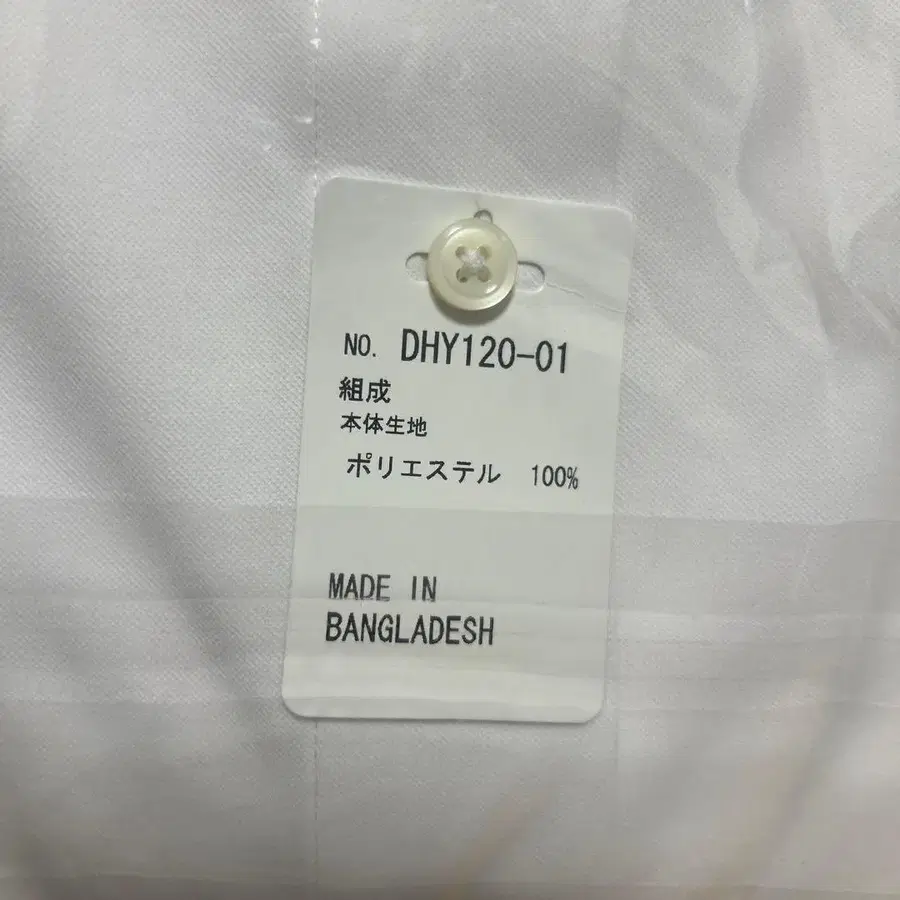 NO. DHY120-01
組成
本体生地
ポリエステル 100%
MADE IN
BANGLADESH